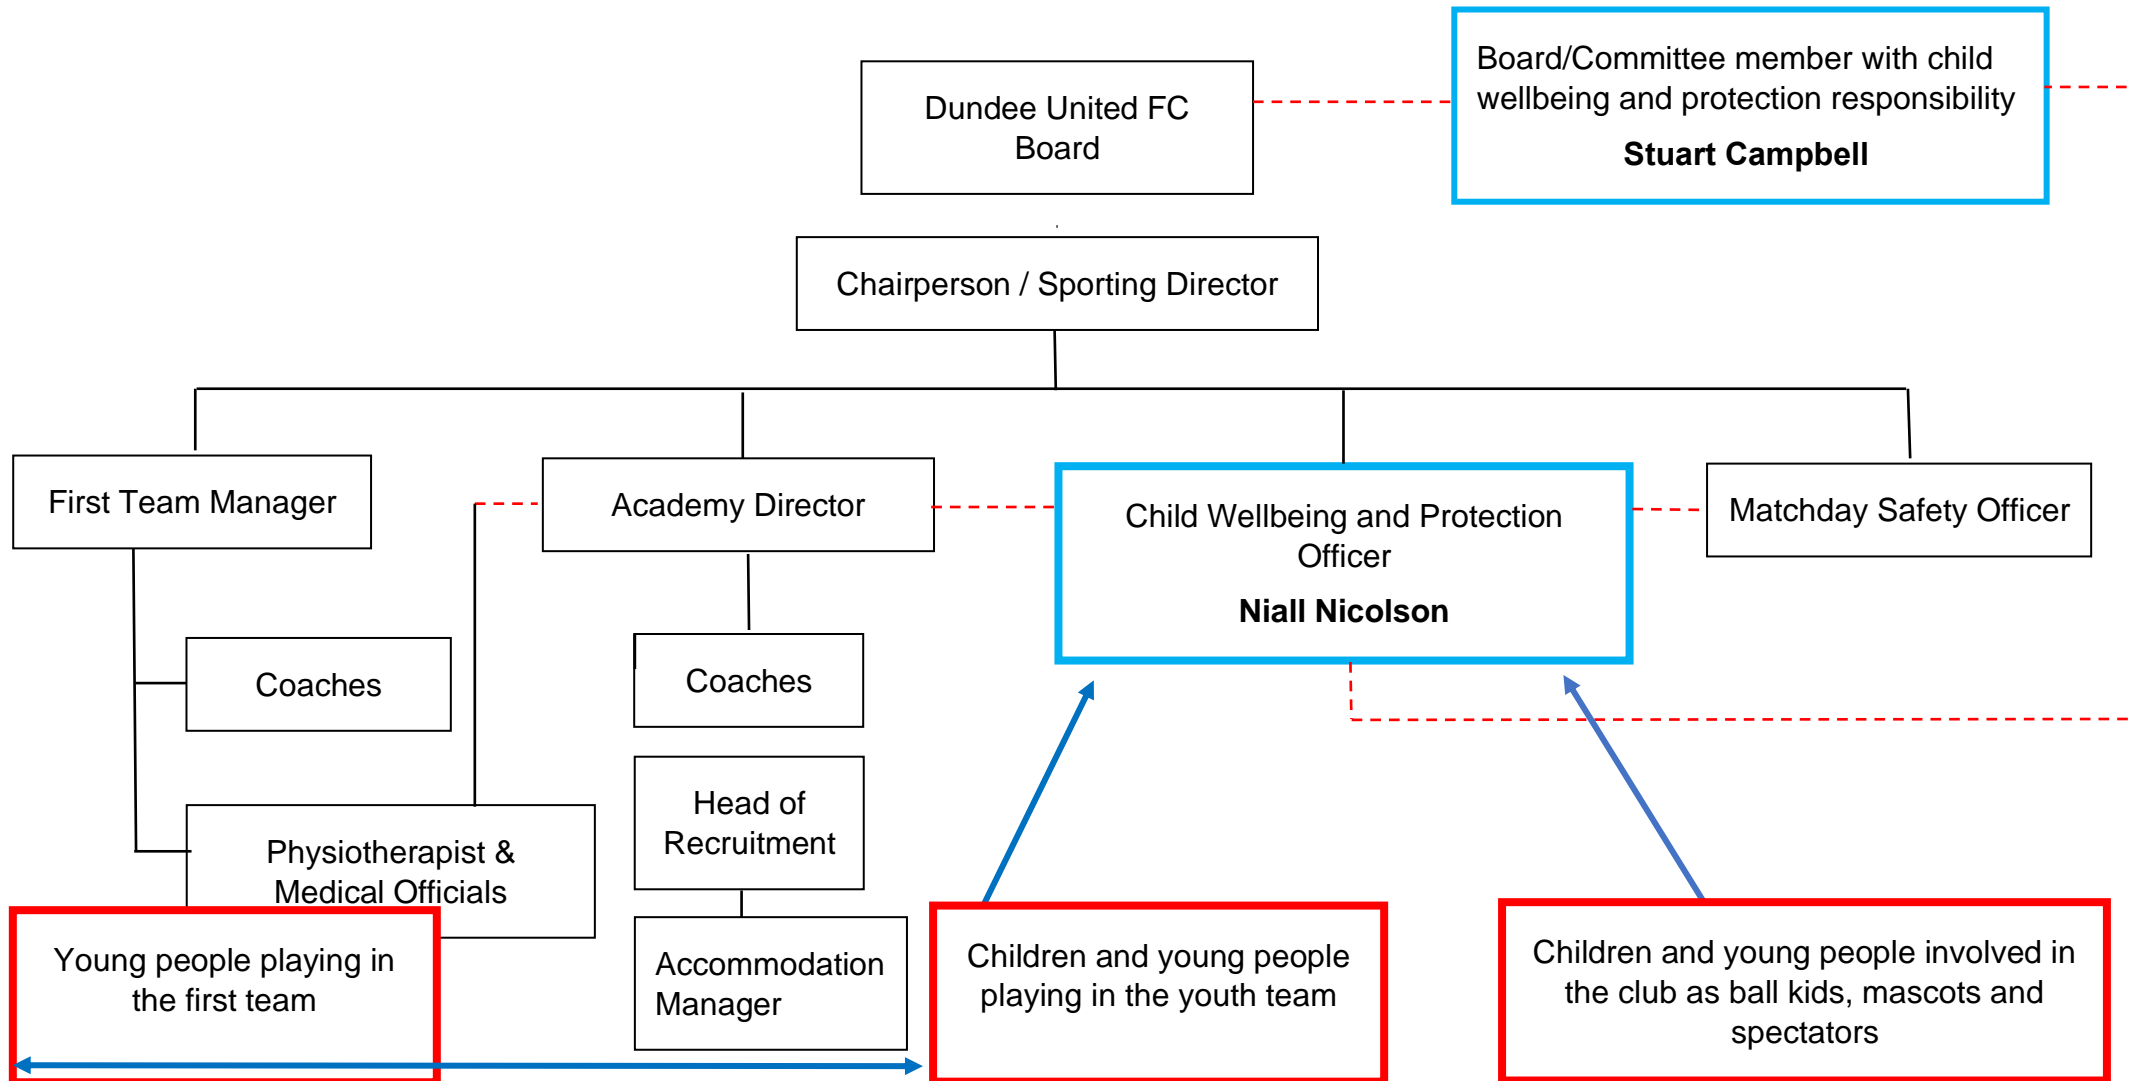 Board/Committee member with child
wellbeing and protection responsibility
Stuart Campbell
Dundee United FC
Board
Chairperson / Sporting Director
First Team Manager
Academy Director
Child Wellbeing and Protection
Officer
Niall Nicolson
Matchday Safety Officer
Coaches
Coaches
Head of
Recruitment
Physiotherapist &
Medical Officials
Accommodation
Manager
Young people playing in
the first team
Children and young people
playing in the youth team
Children and young people involved in
the club as ball kids, mascots and
spectators